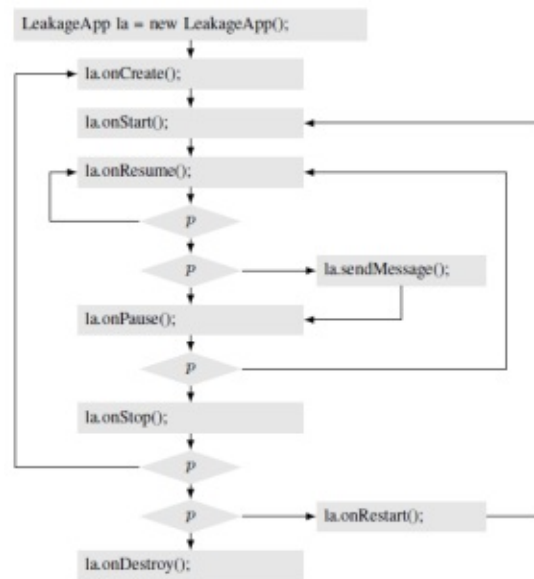 LeakageApp la = new LeakageApp();
la.onCreate();
la.onStart();
la.onResume();
p
p
la.sendMessage();
la.onPause();
p
la.onStop();
p
p
la.onRestart();
la.onDestroy();